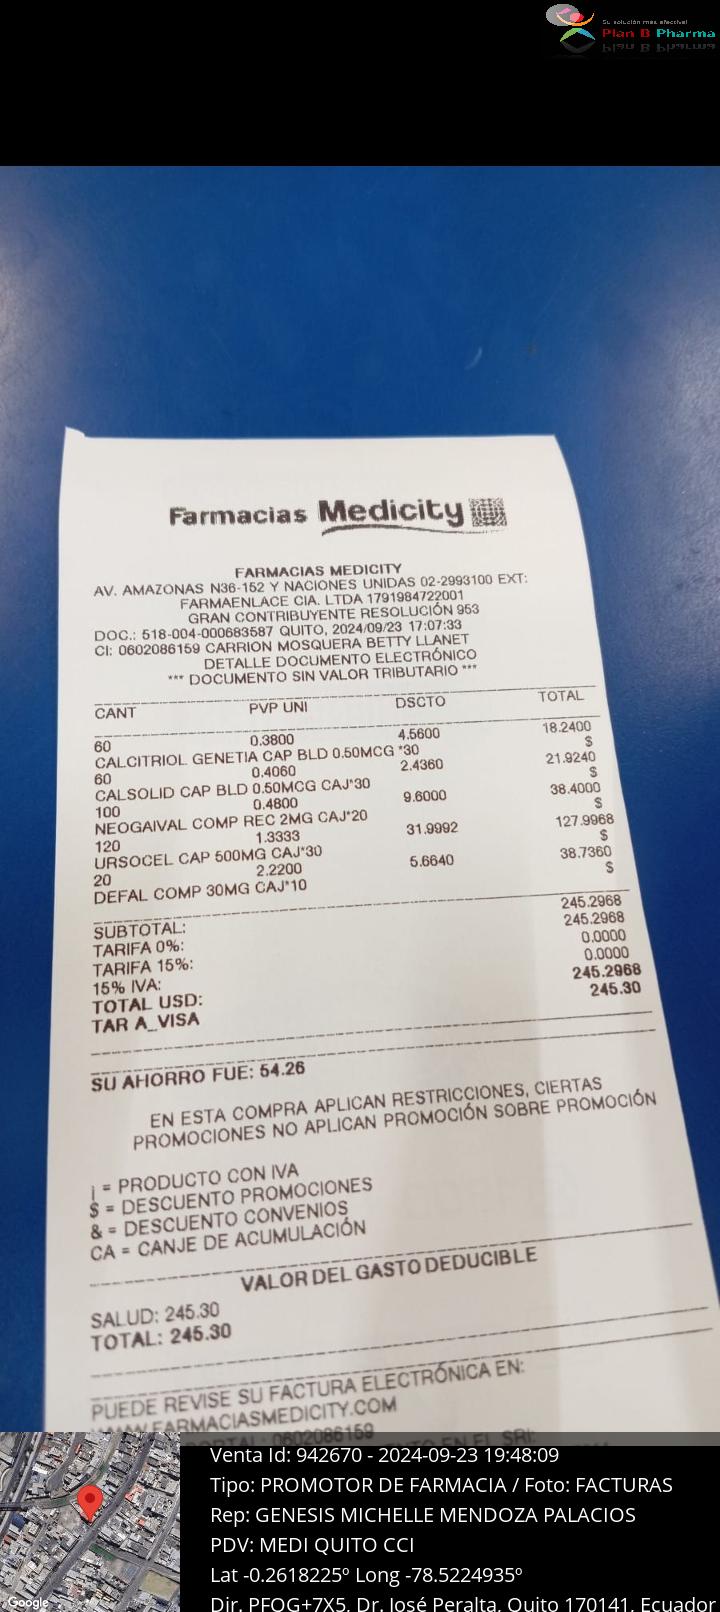 Su solución más efectiva!
Plan B Pharma
Farmacias Medicity
FARMACIAS MEDICITY
AV. AMAZONAS N36-152 Y NACIONES UNIDAS 02-2993100 EXT:
FARMAENLACE CIA. LTDA 1791984722001
GRAN CONTRIBUYENTE RESOLUCIÓN 953
DOC.: 518-004-000683587 QUITO, 2024/09/23 17:07:33
CI: 0602086159 CARRION MOSQUERA BETTY LLANET
DETALLE DOCUMENTO ELECTRÓNICO
*** DOCUMENTO SIN VALOR TRIBUTARIO ***
CANT PVP UNI DSCTO TOTAL
60 0.3800 4.5600 18.2400
CALCITRIOL GENETIA CAP BLD 0.50MCG *30 $
60 0.4060 2.4360 21.9240
CALSOLID CAP BLD 0.50MCG CAJ*30 $
100 0.4800 9.6000 38.4000
NEOGAIVAL COMP REC 2MG CAJ*20 $
120 1.3333 31.9992 127.9968
URSOCEL CAP 500MG CAJ*30 $
20 2.2200 5.6640 38.7360
DEFAL COMP 30MG CAJ*10 $
SUBTOTAL: 245.2968
TARIFA 0%: 245.2968
TARIFA 15%: 0.0000
15% IVA: 0.0000
TOTAL USD: 245.2968
TAR A_VISA 245.30
SU AHORRO FUE: 54.26
EN ESTA COMPRA APLICAN RESTRICCIONES, CIERTAS
PROMOCIONES NO APLICAN PROMOCIÓN SOBRE PROMOCIÓN
¡ = PRODUCTO CON IVA
$ = DESCUENTO PROMOCIONES
& = DESCUENTO CONVENIOS
CA = CANJE DE ACUMULACIÓN
VALOR DEL GASTO DEDUCIBLE
SALUD: 245.30
TOTAL: 245.30
PUEDE REVISE SU FACTURA ELECTRÓNICA EN:
WWW.FARMACIASMEDICITY.COM
0602086159
EN EL SRI:
Venta Id: 942670 - 2024-09-23 19:48:09
Tipo: PROMOTOR DE FARMACIA / Foto: FACTURAS
Rep: GENESIS MICHELLE MENDOZA PALACIOS
PDV: MEDI QUITO CCI
Lat -0.2618225º Long -78.5224935º
Dir. PFQG+7X5, Dr. José Peralta, Quito 170141, Ecuador
Google